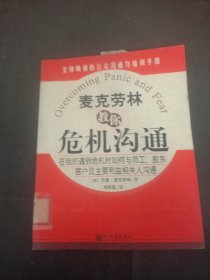 全球畅销的公众沟通力培训手册
Overcoming Panic and Fear
麦克劳林
教你
危机沟通
在组织遇到危机时如何与员工、股东、
客户及主要利益相关人沟通